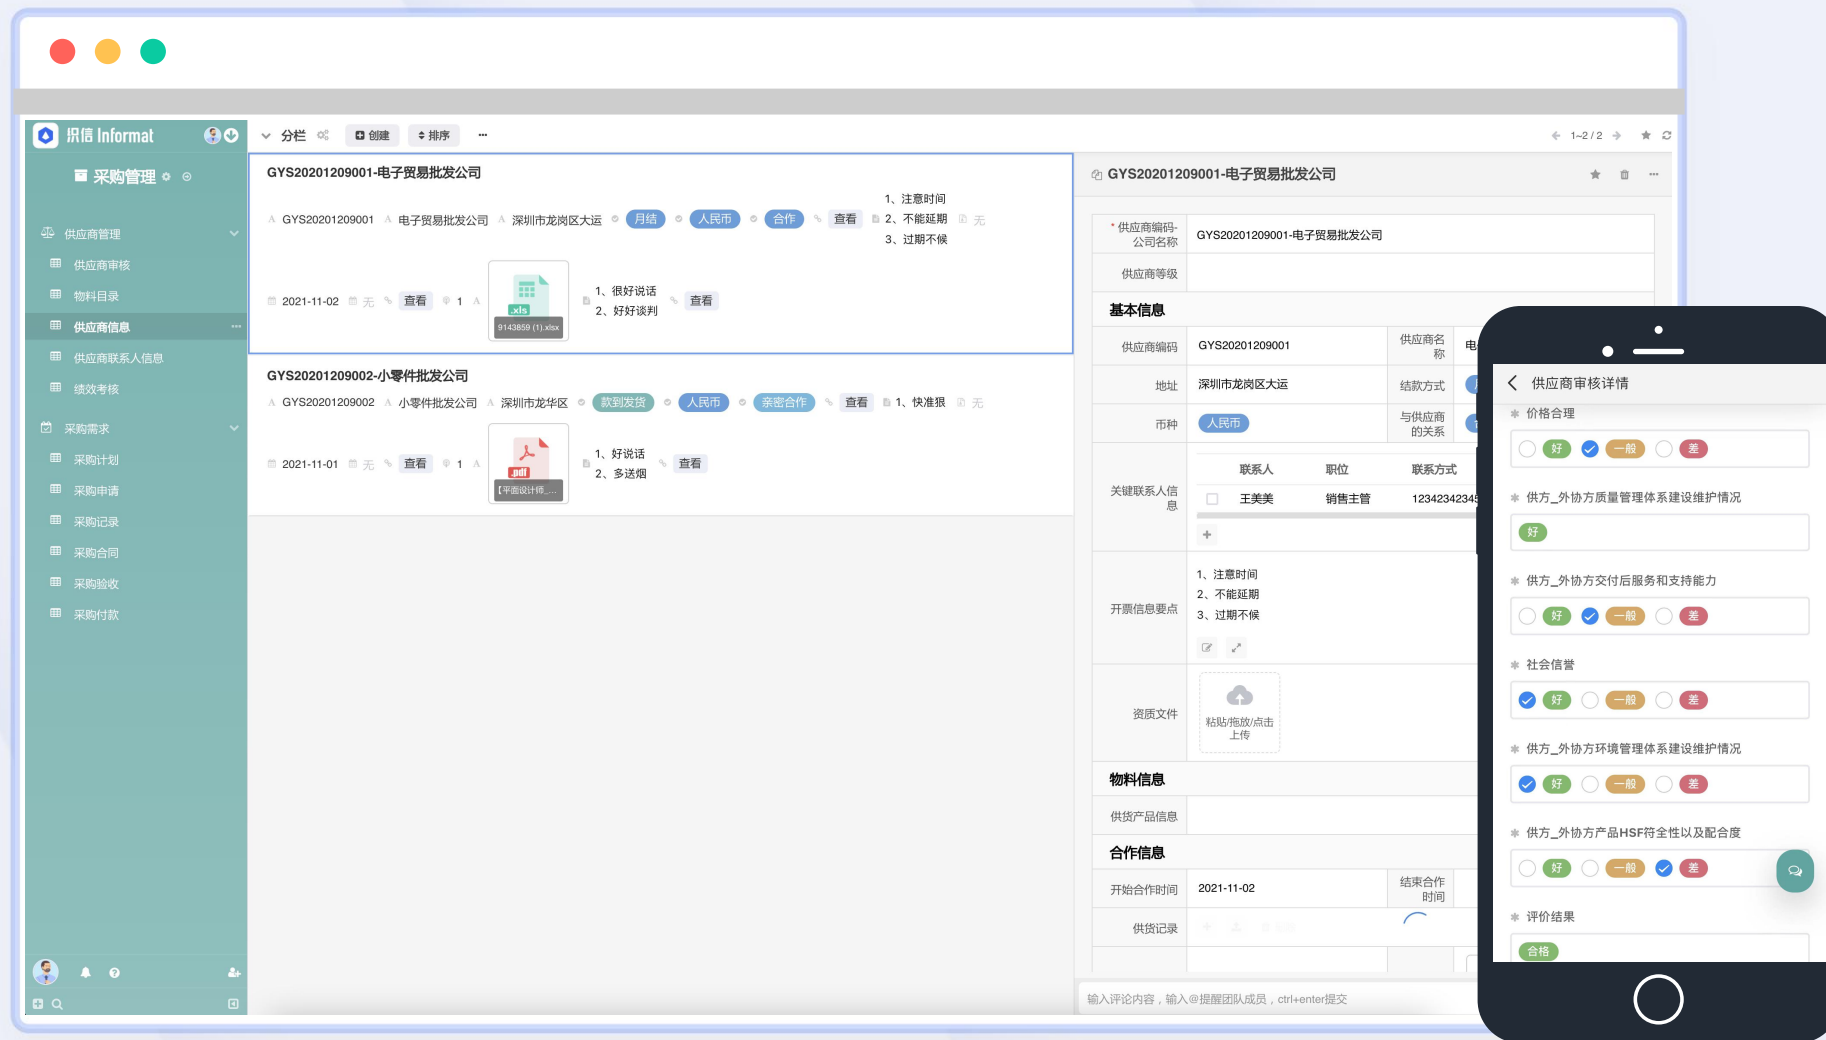 织信 Informat
采购管理
供应商管理
供应商审核
物料目录
供应商信息
供应商联系人信息
绩效考核
采购需求
采购计划
采购申请
采购记录
采购合同
采购验收
采购付款
分栏 创建 排序
1~2 / 2
GYS20201209001-电子贸易批发公司
GYS20201209001 电子贸易批发公司 深圳市龙岗区大运 月结 人民币 合作 查看
1、注意时间
2、不能延期
3、过期不候
无
2021-11-02 无 查看 1
.xls
9143859 (1).xlsx
1、很好说话
2、好好谈判
查看
GYS20201209002-小零件批发公司
GYS20201209002 小零件批发公司 深圳市龙华区 款到发货 人民币 亲密合作 查看 1、快准狠 无
2021-11-01 无 查看 1
.pdf
【平面设计师_...
1、好说话
2、多送烟
查看
GYS20201209001-电子贸易批发公司
*供应商编码-
公司名称
GYS20201209001-电子贸易批发公司
供应商等级
基本信息
供应商编码 GYS20201209001
供应商名
称
地址 深圳市龙岗区大运 结款方式
币种 人民币
与供应商
的关系
关键联系人信
息
联系人 职位 联系方式
王美美 销售主管 12342342345
开票信息要点
1、注意时间
2、不能延期
3、过期不候
资质文件
粘贴/拖放/点击
上传
物料信息
供货产品信息
合作信息
开始合作时间 2021-11-02
结束合作
时间
供货记录
输入评论内容，输入@提醒团队成员，ctrl+enter提交
供应商审核详情
价格合理
好 一般 差
供方_外协方质量管理体系建设维护情况
好
供方_外协方交付后服务和支持能力
好 一般 差
社会信誉
好 一般 差
供方_外协方环境管理体系建设维护情况
好 一般 差
供方_外协方产品HSF符全性以及配合度
好 一般 差
评价结果
合格